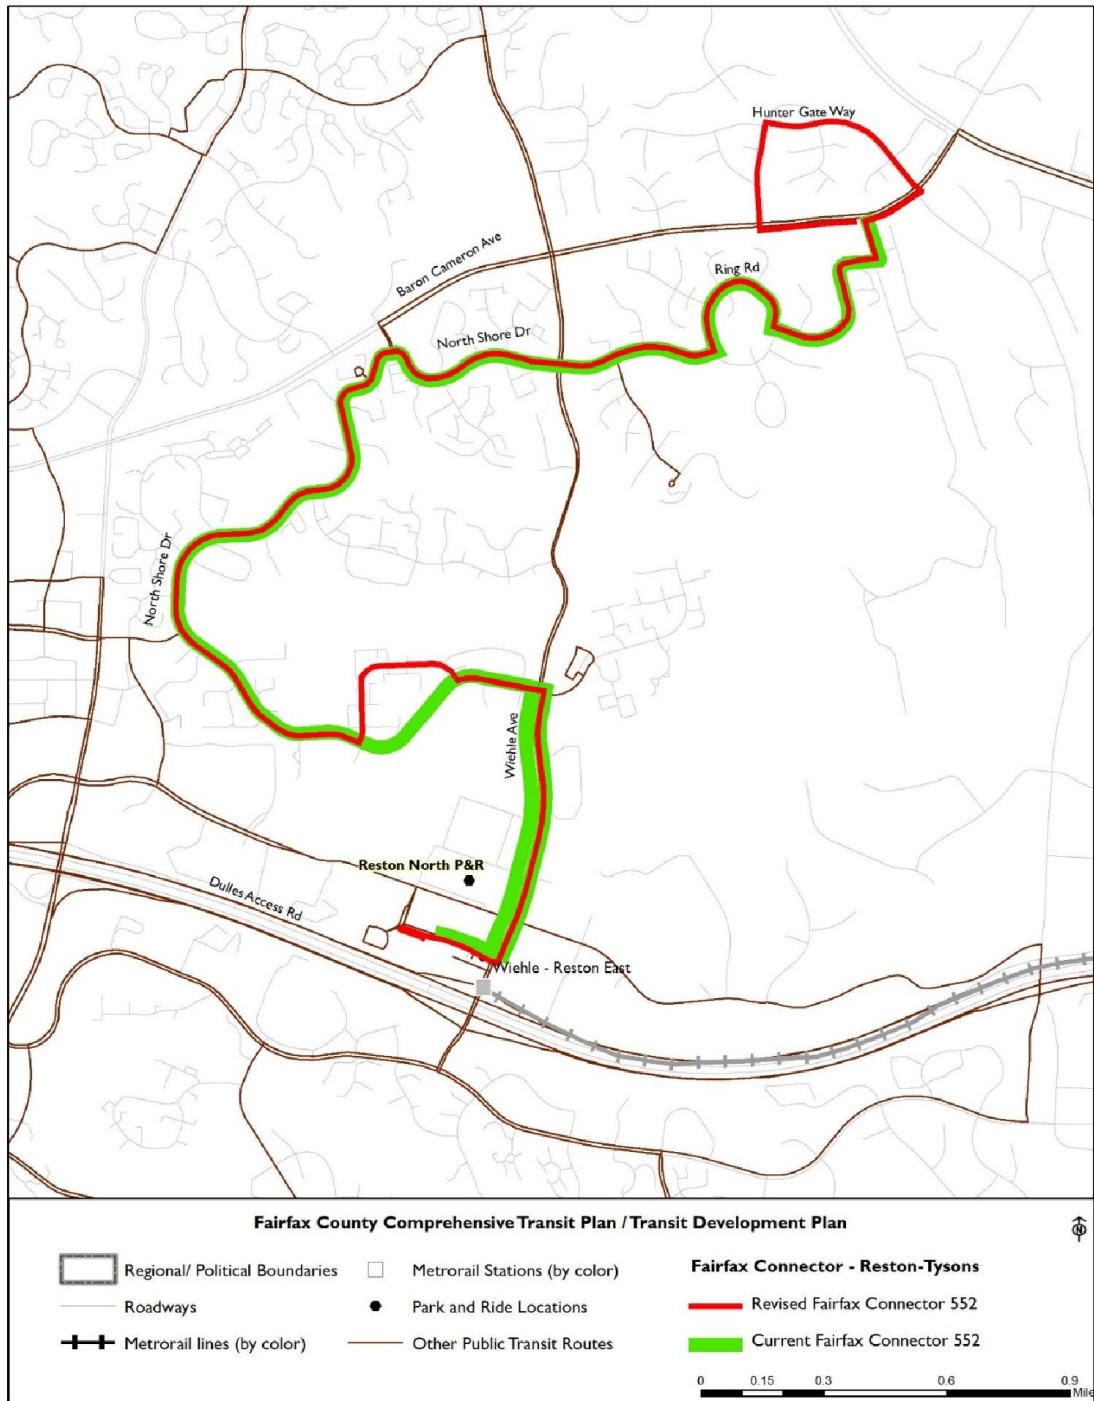 Hunter Gate Way
Baron Cameron Ave
Ring Rd
North Shore Dr
North Shore Dr
Wiehle Ave
Reston North P&R
Dulles Access Rd
Wiehle - Reston East
Fairfax County Comprehensive Transit Plan / Transit Development Plan
N
Regional/ Political Boundaries
Metrorail Stations (by color)
Fairfax Connector - Reston-Tysons
Roadways
Park and Ride Locations
Revised Fairfax Connector 552
Metrorail lines (by color)
Other Public Transit Routes
Current Fairfax Connector 552
0 0.15 0.3 0.6 0.9
Mile